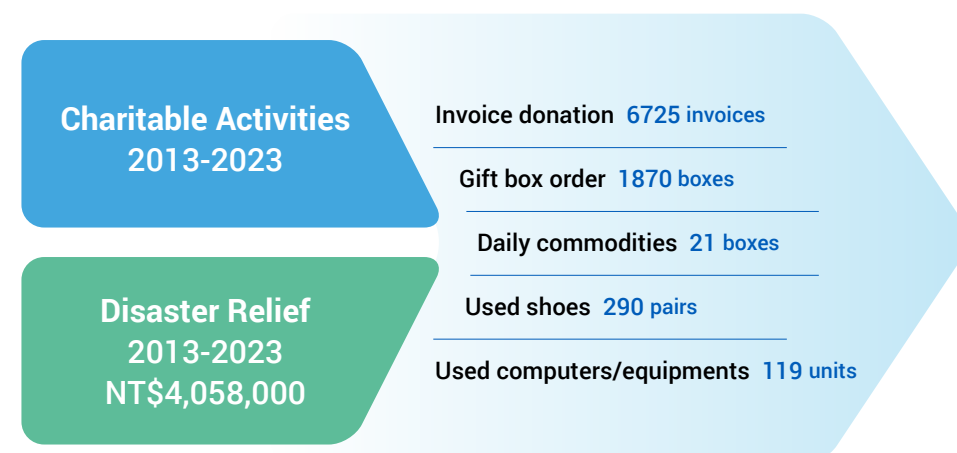 Charitable Activities
2013-2023
Disaster Relief
2013-2023
NT$4,058,000
Invoice donation 6725 invoices
Gift box order 1870 boxes
Daily commodities 21 boxes
Used shoes 290 pairs
Used computers/equipments 119 units